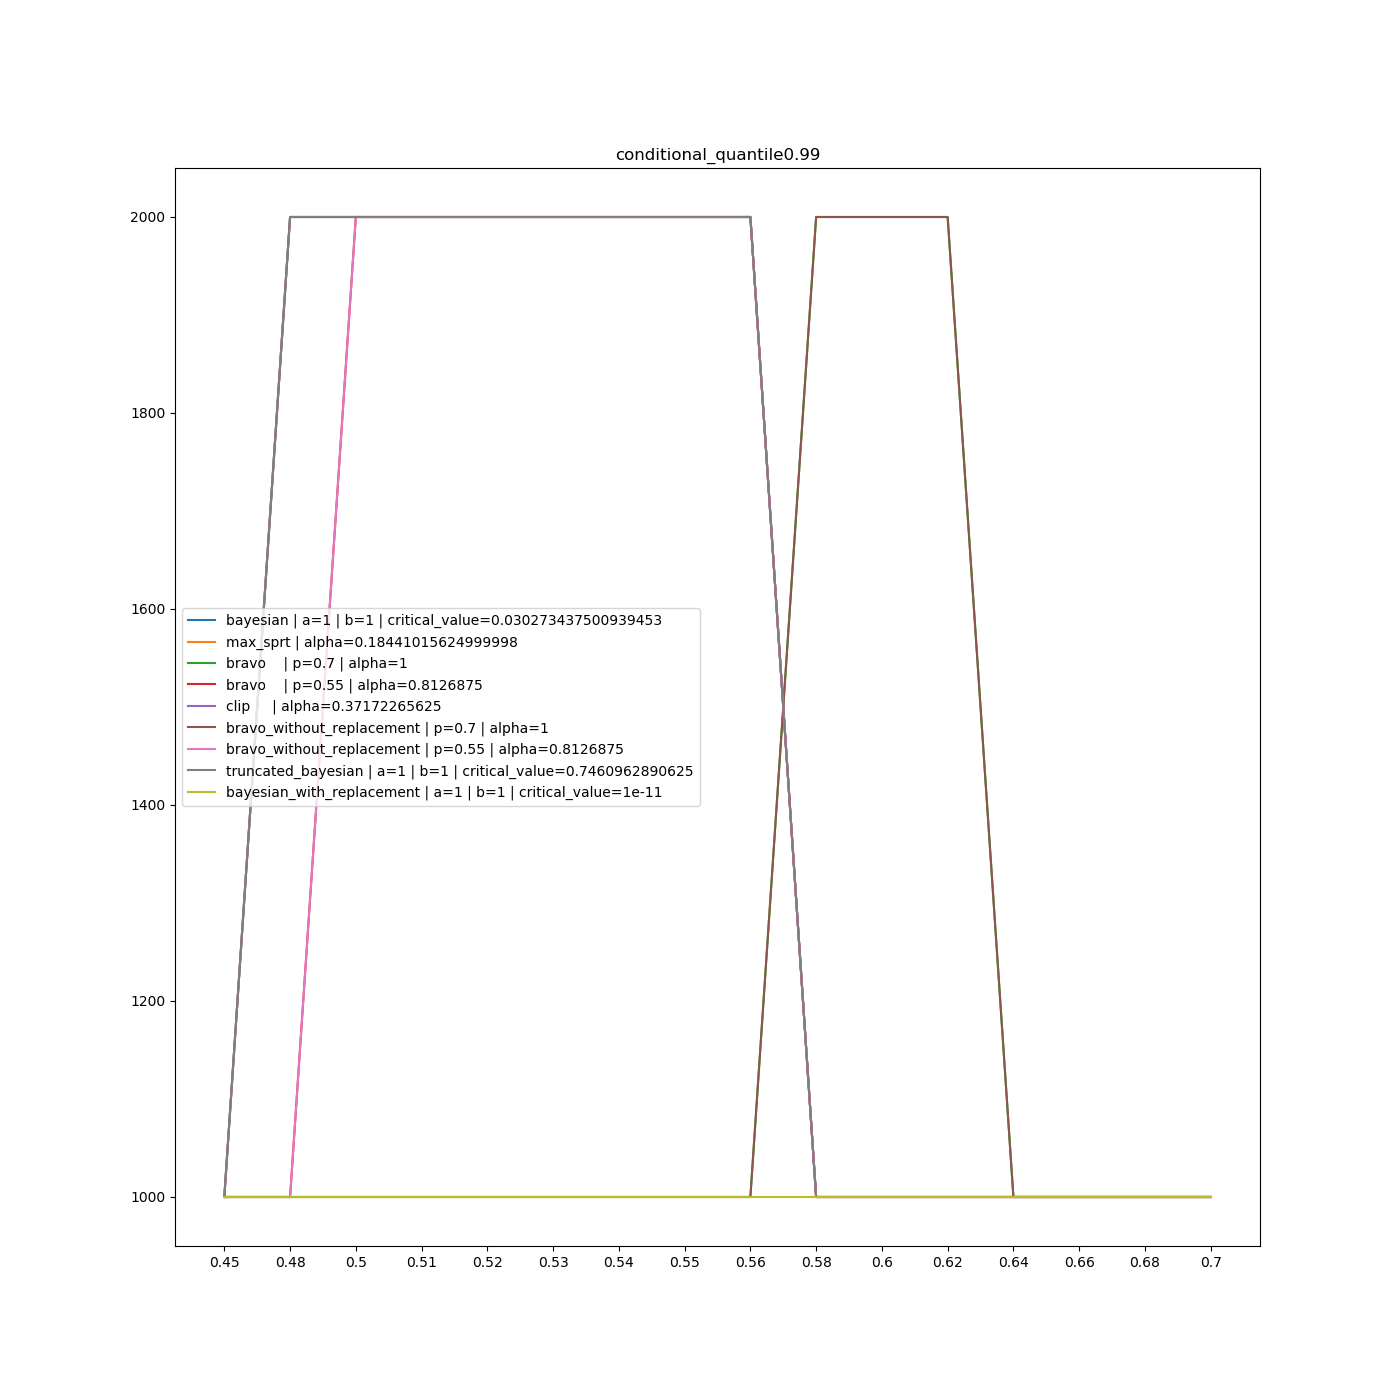 conditional_quantile0.99
2000
1800
1600
1400
1200
1000
bayesian | a=1 | b=1 | critical_value=0.030273437500939453
max_sprt | alpha=0.18441015624999998
bravo    | p=0.7 | alpha=1
bravo    | p=0.55 | alpha=0.8126875
clip     | alpha=0.37172265625
bravo_without_replacement | p=0.7 | alpha=1
bravo_without_replacement | p=0.55 | alpha=0.8126875
truncated_bayesian | a=1 | b=1 | critical_value=0.7460962890625
bayesian_with_replacement | a=1 | b=1 | critical_value=1e-11
0.45 0.48 0.5 0.51 0.52 0.53 0.54 0.55 0.56 0.58 0.6 0.62 0.64 0.66 0.68 0.7